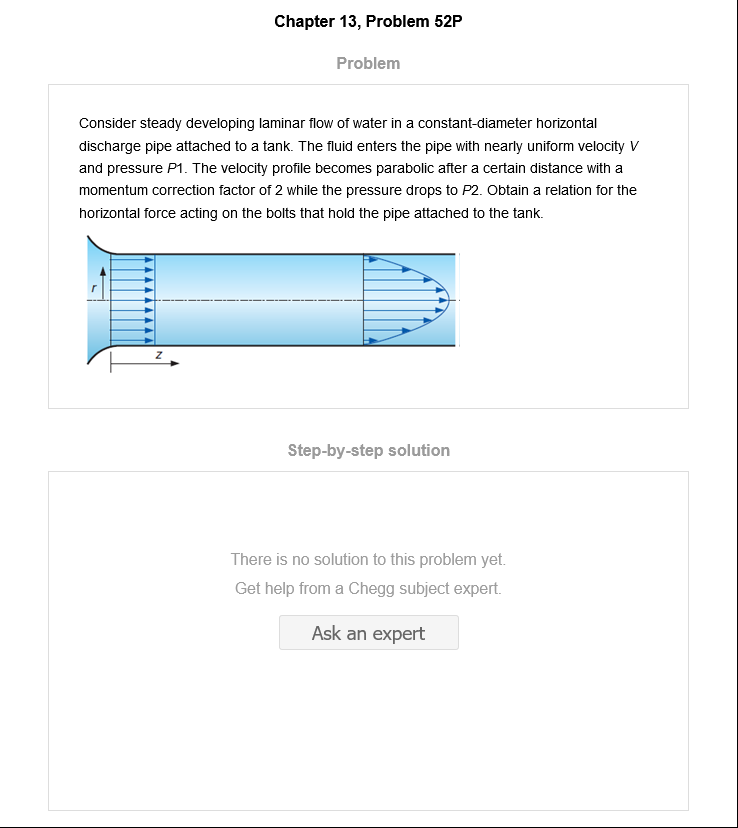 Chapter 13, Problem 52P
Problem
Consider steady developing laminar flow of water in a constant-diameter horizontal
discharge pipe attached to a tank. The fluid enters the pipe with nearly uniform velocity V
and pressure P1. The velocity profile becomes parabolic after a certain distance with a
momentum correction factor of 2 while the pressure drops to P2. Obtain a relation for the
horizontal force acting on the bolts that hold the pipe attached to the tank.
r
z
Step-by-step solution
There is no solution to this problem yet.
Get help from a Chegg subject expert.
Ask an expert